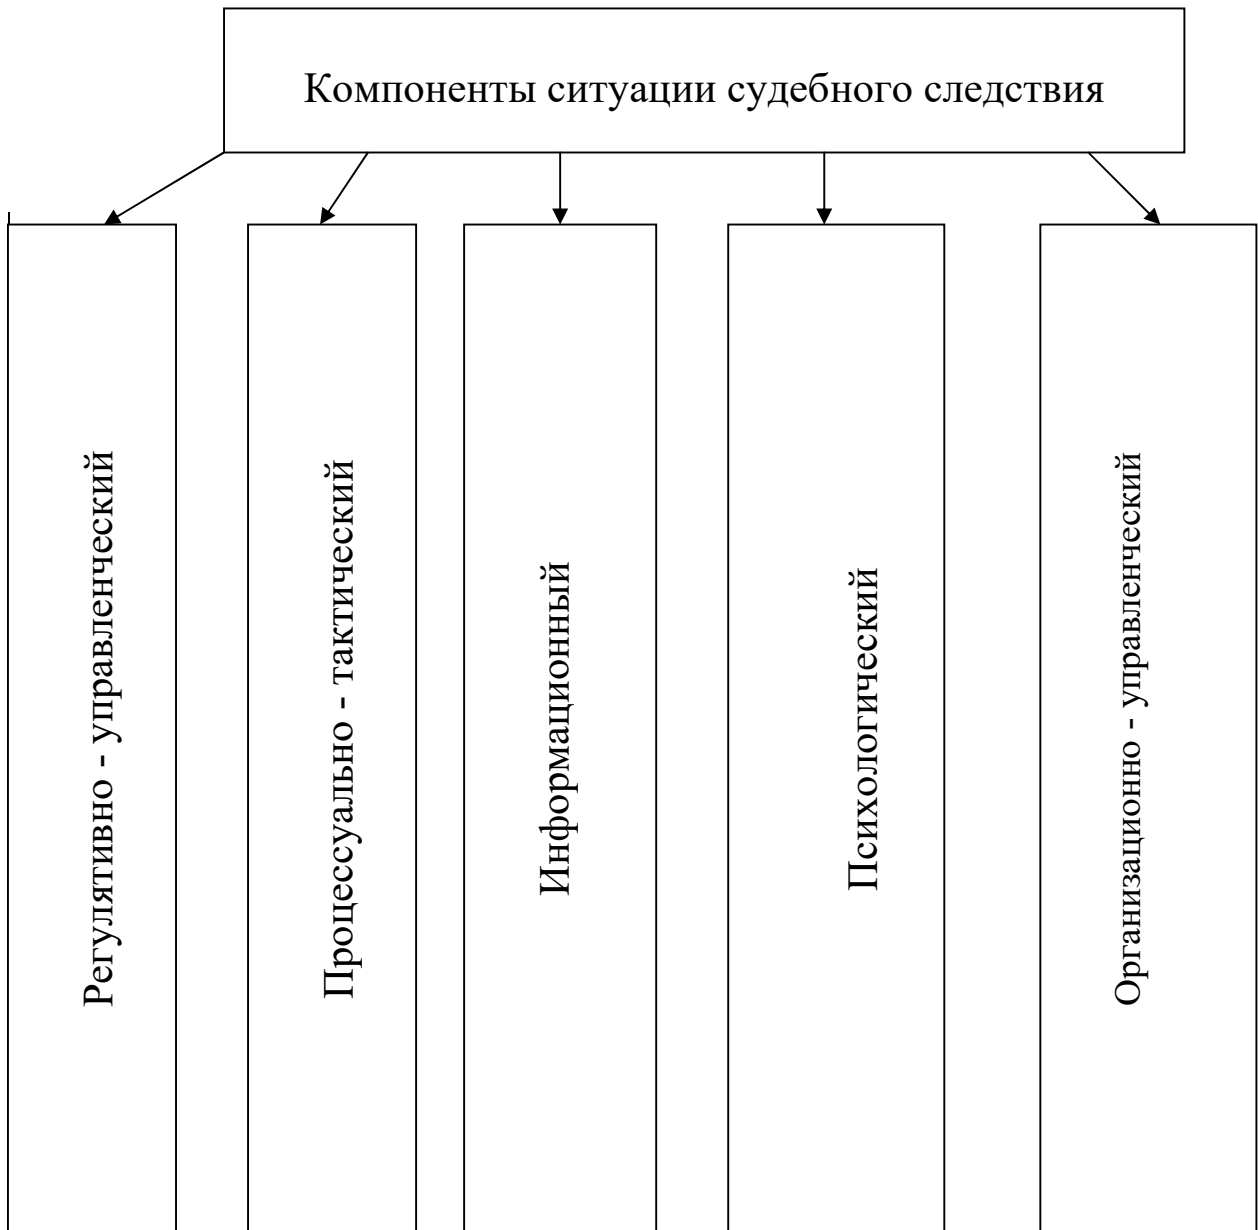 Компоненты ситуации судебного следствия
Регулятивно - управленческий
Процессуально - тактический
Информационный
Психологический
Организационно - управленческий